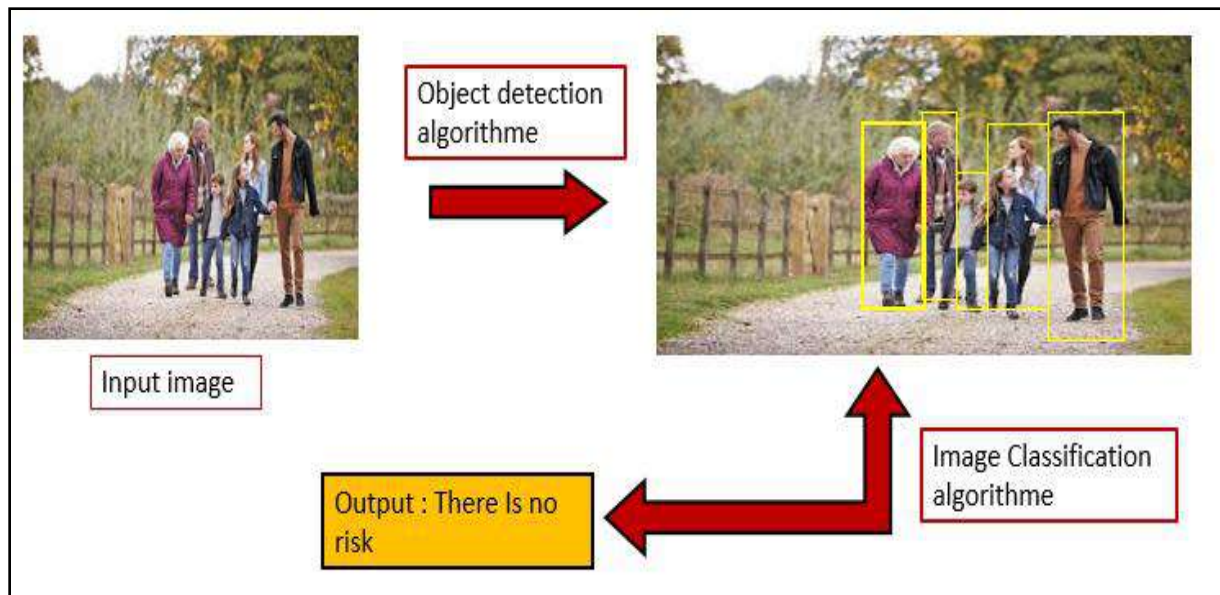 Object detection
algorithme
Input image
Image Classification
algorithme
Output : There Is no
risk